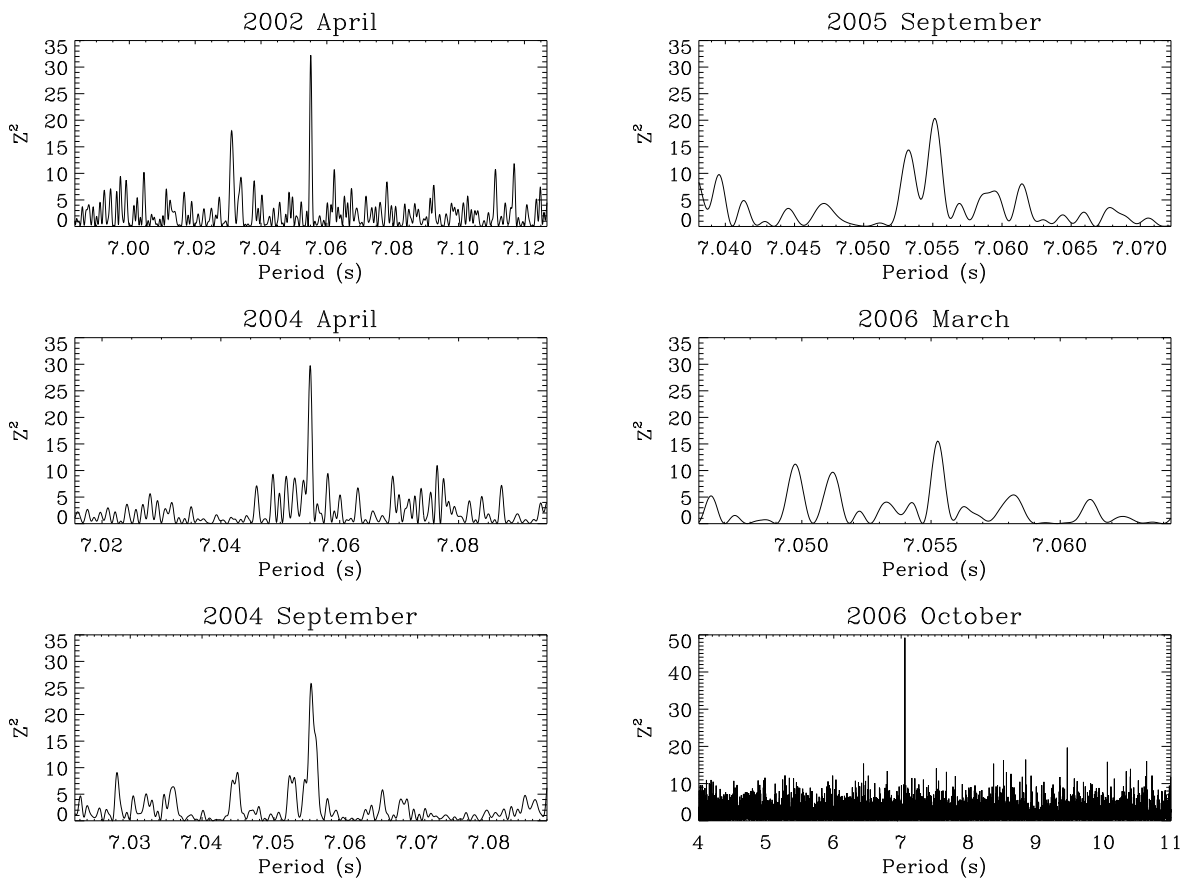 2002 April
Z²
35
30
25
20
15
10
5
0
7.00 7.02 7.04 7.06 7.08 7.10 7.12
Period (s)
2005 September
Z²
35
30
25
20
15
10
5
0
7.040 7.045 7.050 7.055 7.060 7.065 7.070
Period (s)
2004 April
Z²
35
30
25
20
15
10
5
0
7.02 7.04 7.06 7.08
Period (s)
2006 March
Z²
35
30
25
20
15
10
5
0
7.050 7.055 7.060
Period (s)
2004 September
Z²
35
30
25
20
15
10
5
0
7.03 7.04 7.05 7.06 7.07 7.08
Period (s)
2006 October
Z²
50
40
30
20
10
0
4 5 6 7 8 9 10 11
Period (s)